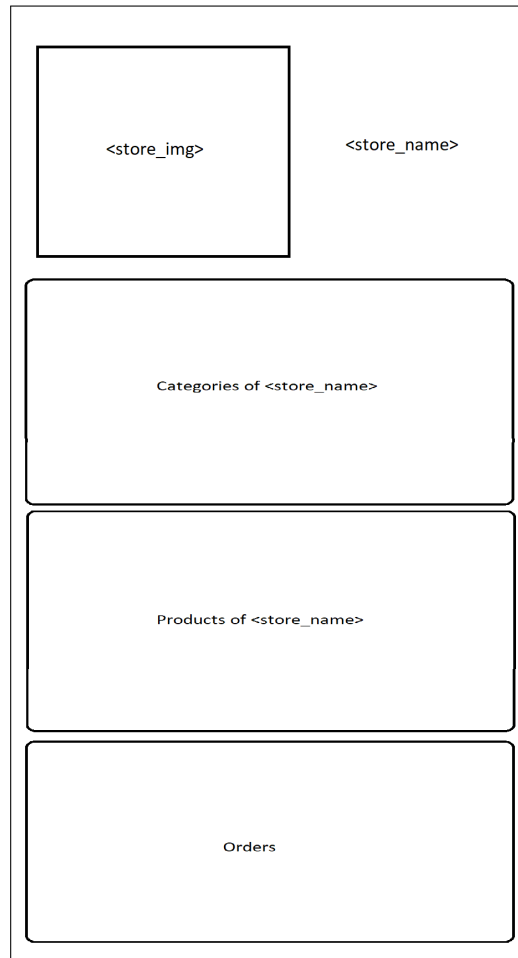 <store_img>
<store_name>
Categories of <store_name>
Products of <store_name>
Orders